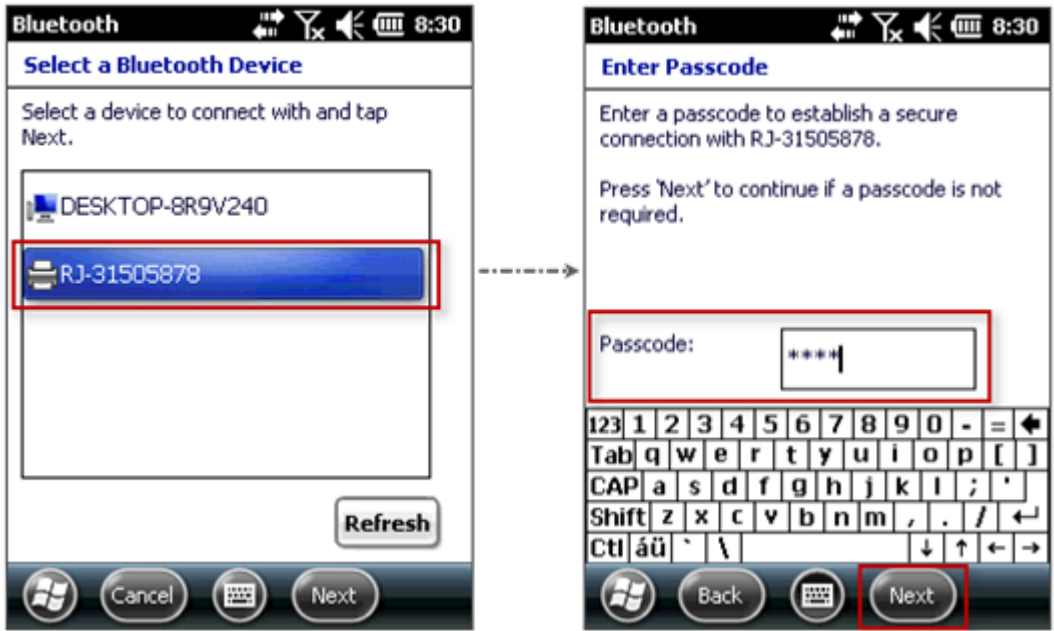 Bluetooth 8:30
Select a Bluetooth Device
Select a device to connect with and tap
Next.
DESKTOP-8R9V240
RJ-31505878
Refresh
Cancel Next
Bluetooth 8:30
Enter Passcode
Enter a passcode to establish a secure
connection with RJ-31505878.
Press 'Next' to continue if a passcode is not
required.
Passcode: ****
123 1 2 3 4 5 6 7 8 9 0 - =
Tab q w e r t y u i o p [ ]
CAP a s d f g h j k l ; '
Shift z x c v b n m , . /
Ctl áü ` \ ↓ ↑ ← →
Back Next